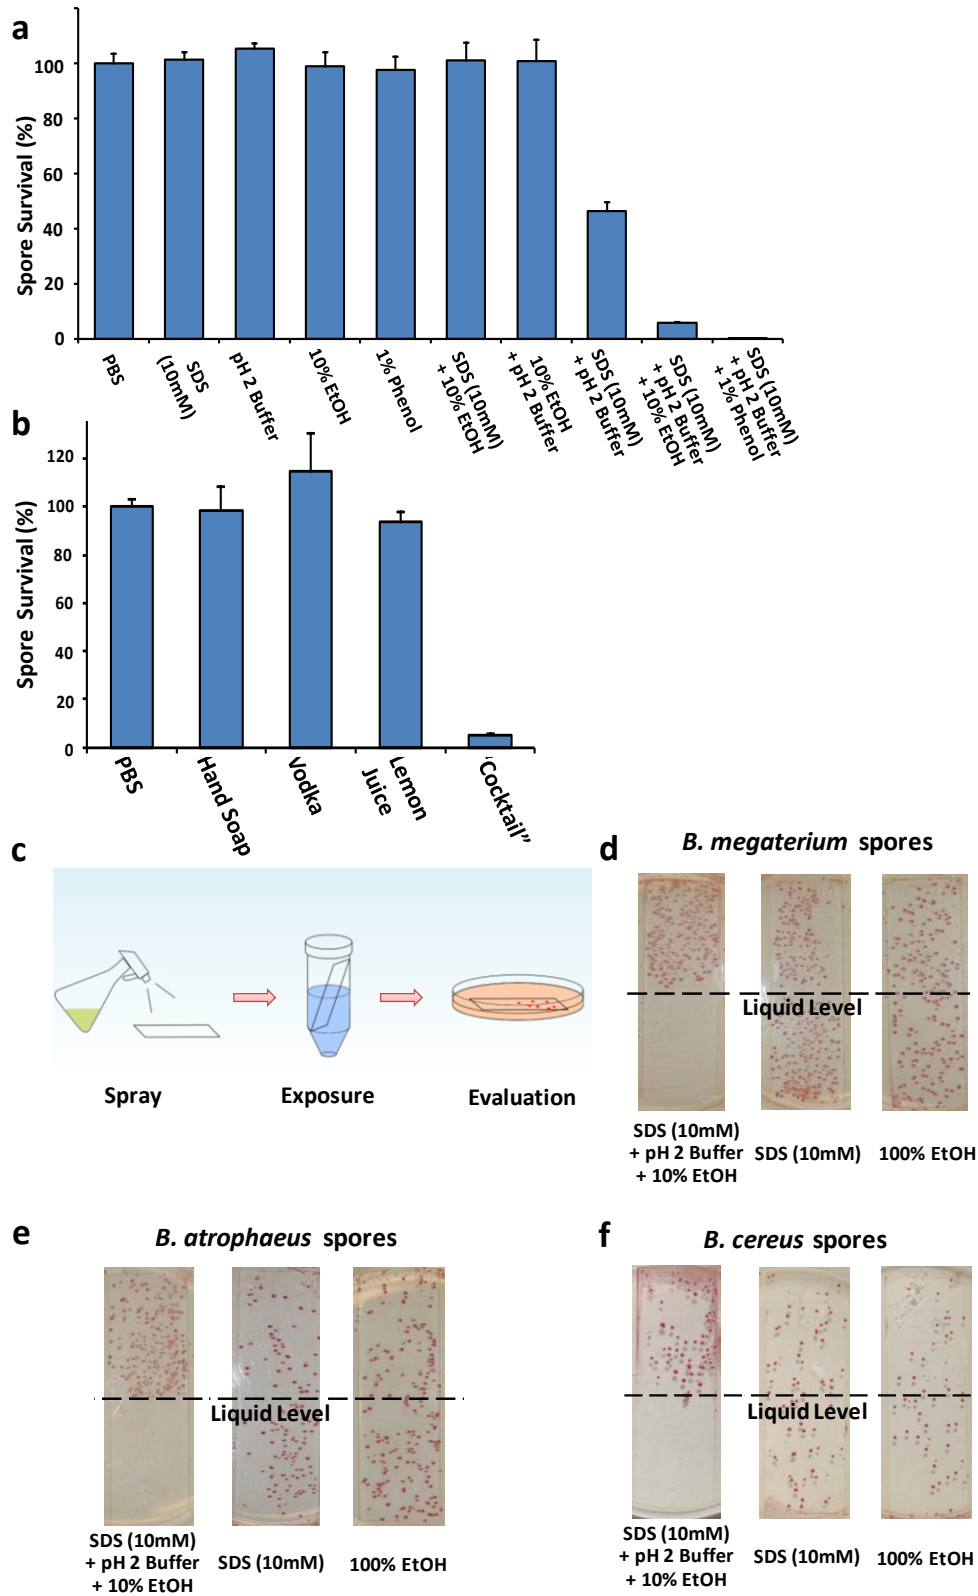 a
Spore Survival (%)
100
80
60
40
20
0
PBS
SDS
(10mM)
pH 2 Buffer
10% EtOH
1% Phenol
SDS (10mM)
+ 10% EtOH
10% EtOH
+ pH 2 Buffer
SDS (10mM)
+ pH 2 Buffer
SDS (10mM)
+ pH 2 Buffer
+ 10% EtOH
SDS (10mM)
+ pH 2 Buffer
+ 1% Phenol
b
Spore Survival (%)
120
100
80
60
40
20
0
PBS
Hand Soap
Vodka
Lemon
Juice
"Cocktail"
c
Spray
Exposure
Evaluation
d
B. megaterium spores
Liquid Level
SDS (10mM)
+ pH 2 Buffer
+ 10% EtOH
SDS (10mM)
100% EtOH
e
B. atrophaeus spores
Liquid Level
SDS (10mM)
+ pH 2 Buffer
+ 10% EtOH
SDS (10mM)
100% EtOH
f
B. cereus spores
Liquid Level
SDS (10mM)
+ pH 2 Buffer
+ 10% EtOH
SDS (10mM)
100% EtOH